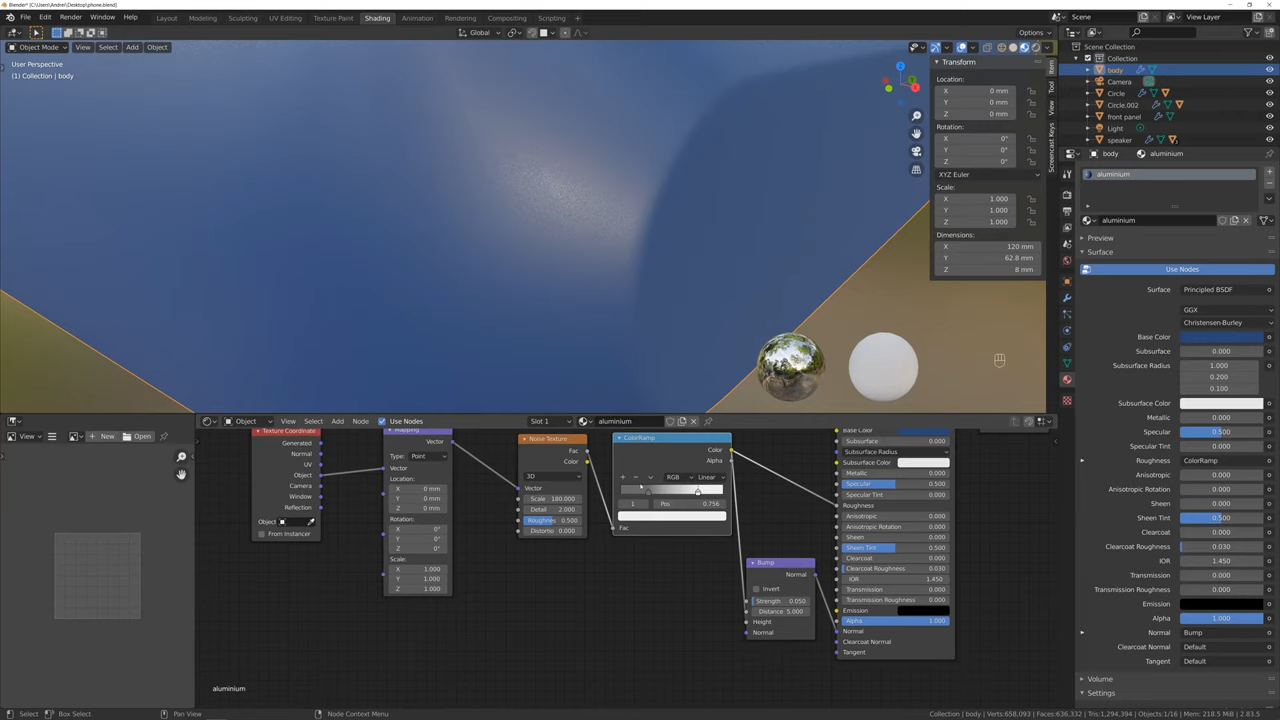 Blender* [C:\Users\Andrei\Desktop\phone.blend]
File Edit Render Window Help Layout Modeling Sculpting UV Editing Texture Paint Shading Animation Rendering Compositing Scripting + Scene View Layer
Global Options
Object Mode View Select Add Object
User Perspective
(1) Collection | body
Transform
Location:
X 0 mm
Y 0 mm
Z 0 mm
Rotation:
X 0°
Y 0°
Z 0°
XYZ Euler
Scale:
X 1.000
Y 1.000
Z 1.000
Dimensions:
X 120 mm
Y 62.8 mm
Z 8 mm
Item
Tool
View
Screencast Keys
Scene Collection
Collection
body
Camera
Circle
Circle.002
front panel
Light
speaker
body aluminium
aluminium
aluminium
Preview
Surface
Use Nodes
Surface Principled BSDF
GGX
Christensen-Burley
Base Color
Subsurface 0.000
Subsurface Radius 1.000
0.200
0.100
Subsurface Color
Metallic 0.000
Specular 0.500
Specular Tint 0.000
Roughness ColorRamp
Anisotropic 0.000
Anisotropic Rotation 0.000
Sheen 0.000
Sheen Tint 0.500
Clearcoat 0.000
Clearcoat Roughness 0.030
IOR 1.450
Transmission 0.000
Transmission Roughness 0.000
Emission
Alpha 1.000
Normal Bump
Clearcoat Normal Default
Tangent Default
Volume
Settings
View New Open
Object View Select Add Node Use Nodes Slot 1 aluminium
Texture Coordinate
Generated
Normal
UV
Object
Camera
Window
Reflection
Object
From Instancer
Mapping
Vector
Type: Point
Vector
Location:
X 0 mm
Y 0 mm
Z 0 mm
Rotation:
X 0°
Y 0°
Z 0°
Scale:
X 1.000
Y 1.000
Z 1.000
Noise Texture
Fac
Color
3D
Vector
Scale 180.000
Detail 2.000
Roughnes 0.500
Distortio 0.000
ColorRamp
Color
Alpha
RGB Linear
1 Pos 0.756
Fac
Bump
Normal
Invert
Strength 0.050
Distance 5.000
Height
Normal
Base Color
Subsurface 0.000
Subsurface Radius
Subsurface Color
Metallic 0.000
Specular 0.500
Specular Tint 0.000
Roughness
Anisotropic 0.000
Anisotropic Rotation 0.000
Sheen 0.000
Sheen Tint 0.500
Clearcoat 0.000
Clearcoat Roughness 0.030
IOR 1.450
Transmission 0.000
Transmission Roughness 0.000
Emission
Alpha 1.000
Normal
Clearcoat Normal
Tangent
aluminium
Select Box Select Pan View Node Context Menu Collection | body | Verts:658,093 | Faces:636,332 | Tris:1,294,394 | Objects:1/16 | Mem: 218.5 MiB | 2.83.5